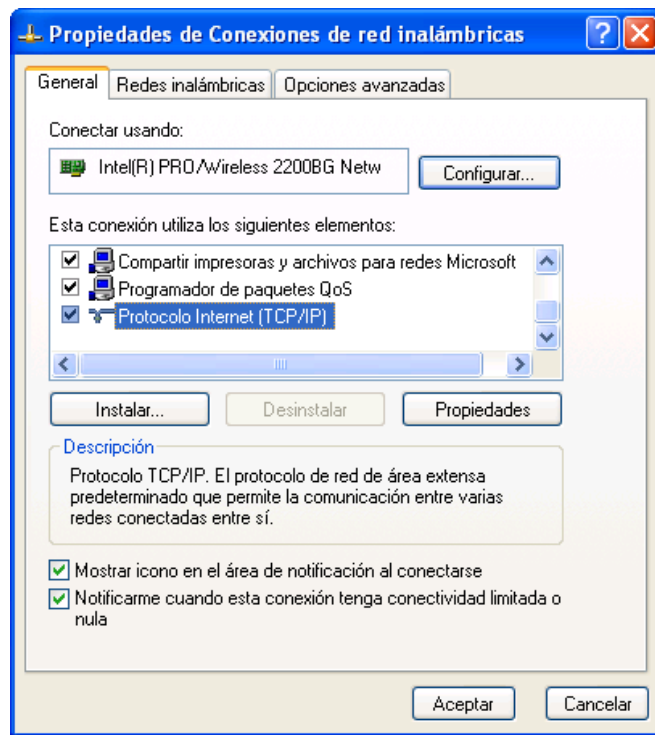 Propiedades de Conexiones de red inalámbricas
General Redes inalámbricas Opciones avanzadas
Conectar usando:
Intel(R) PRO/Wireless 2200BG Netw Configurar...
Esta conexión utiliza los siguientes elementos:
Compartir impresoras y archivos para redes Microsoft
Programador de paquetes QoS
Protocolo Internet (TCP/IP)
Instalar... Desinstalar Propiedades
Descripción
Protocolo TCP/IP. El protocolo de red de área extensa
predeterminado que permite la comunicación entre varias
redes conectadas entre sí.
Mostrar icono en el área de notificación al conectarse
Notificarme cuando esta conexión tenga conectividad limitada o
nula
Aceptar Cancelar